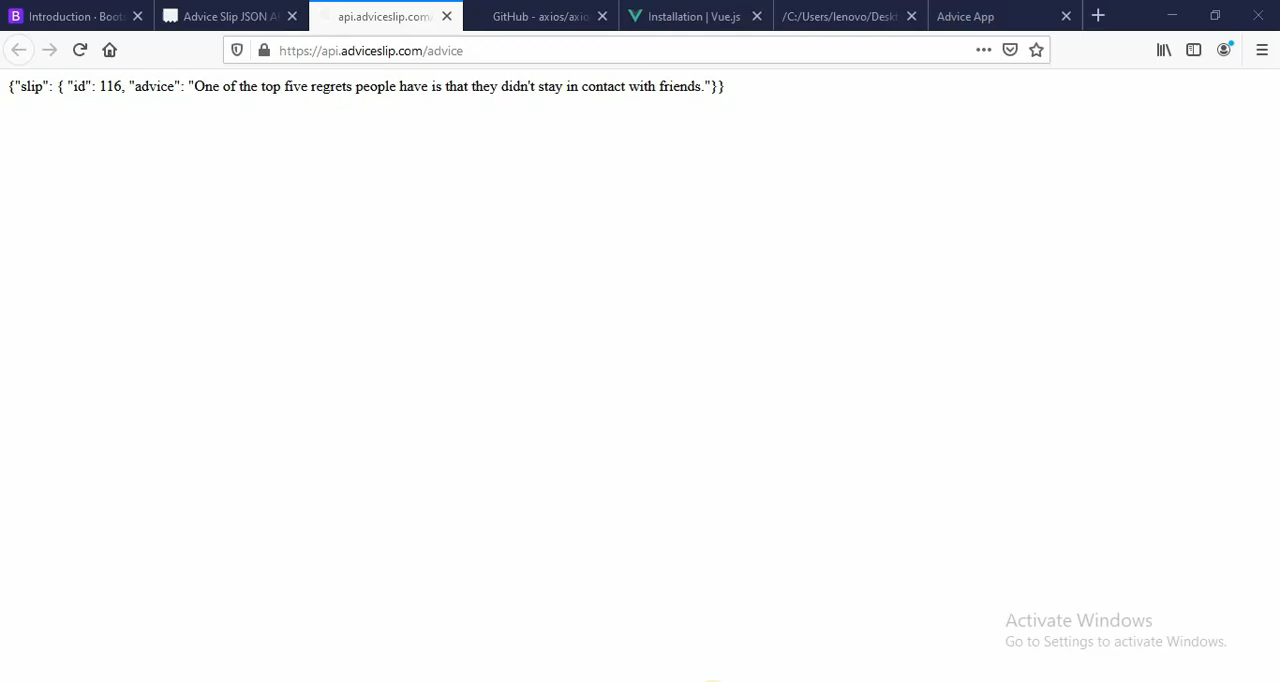 Introduction · Boots
Advice Slip JSON A
api.adviceslip.com/
GitHub - axios/axio
Installation | Vue.js
/C:/Users/lenovo/Deskt
Advice App
https://api.adviceslip.com/advice
{"slip": { "id": 116, "advice": "One of the top five regrets people have is that they didn't stay in contact with friends."}}
Activate Windows
Go to Settings to activate Windows.